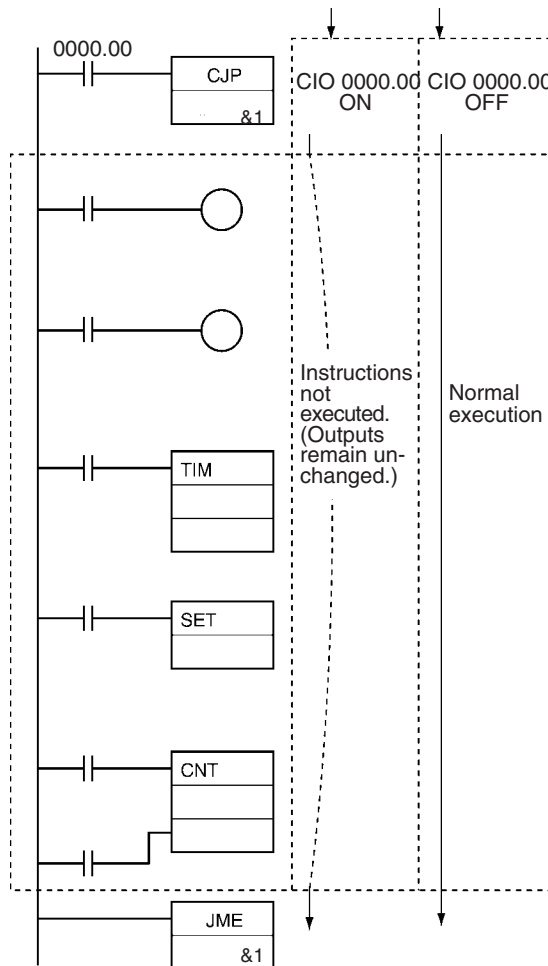 0000.00
CJP
&1
CIO 0000.00
ON
CIO 0000.00
OFF
Instructions
not
executed.
(Outputs
remain un-
changed.)
Normal
execution
TIM
SET
CNT
JME
&1